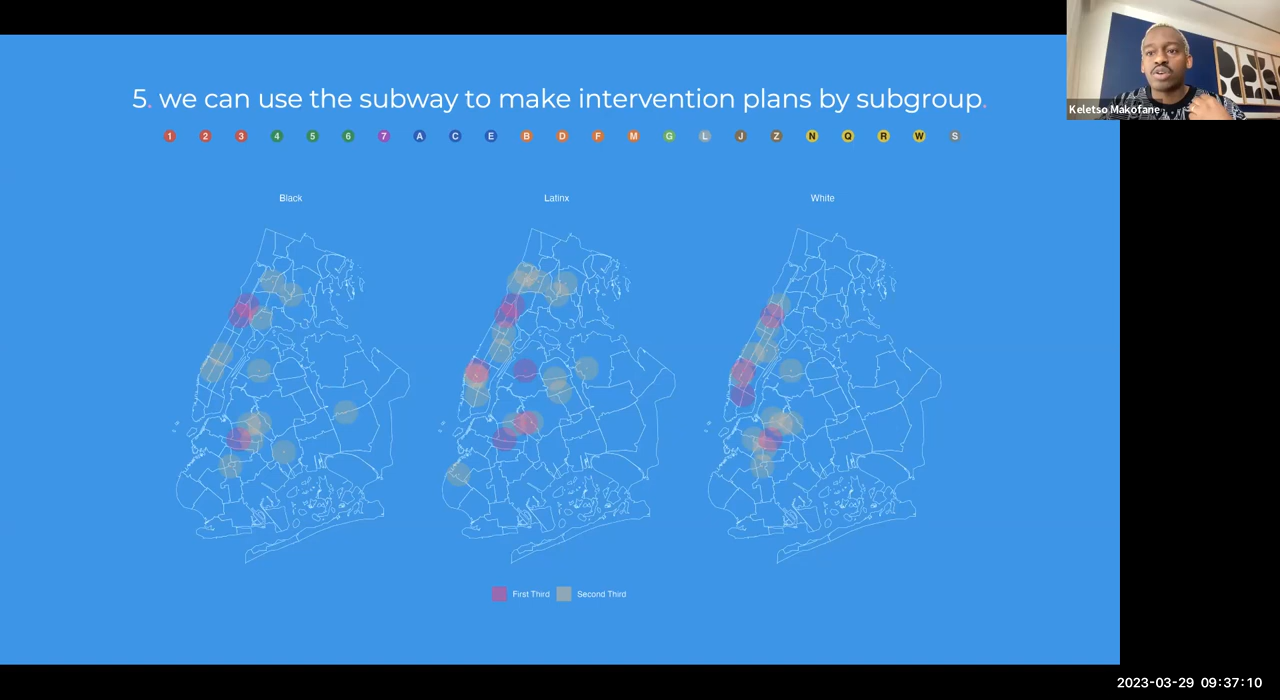 5. we can use the subway to make intervention plans by subgroup.
1 2 3 4 5 6 7 A C E B D F M G L J Z N Q R W S
Black Latinx White
First Third Second Third
Keletso Makofane
2023-03-29 09:37:10